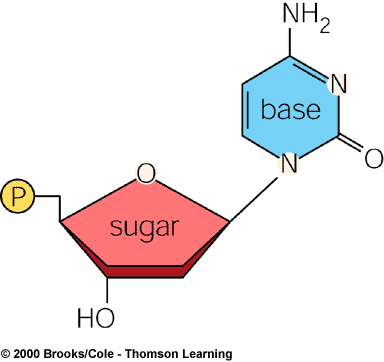 NH2
N
base
N
O
O
P
sugar
HO
© 2000 Brooks/Cole - Thomson Learning